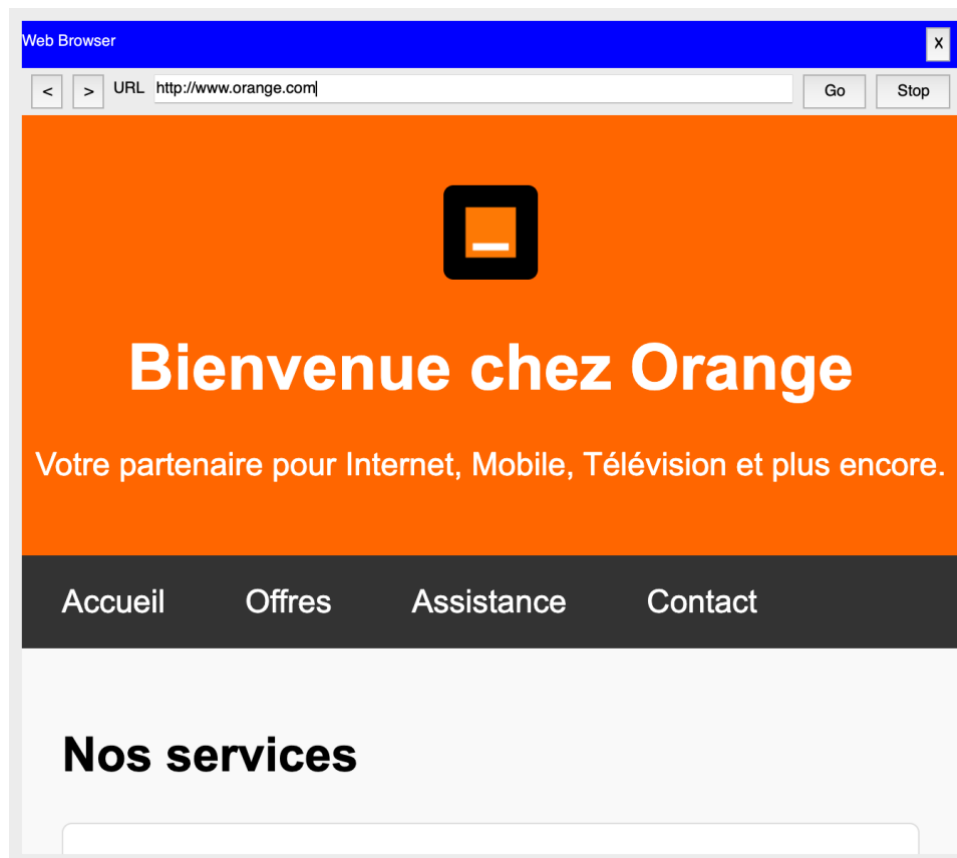 Web Browser
X
< > URL http://www.orange.com Go Stop
Bienvenue chez Orange
Votre partenaire pour Internet, Mobile, Télévision et plus encore.
Accueil Offres Assistance Contact
Nos services